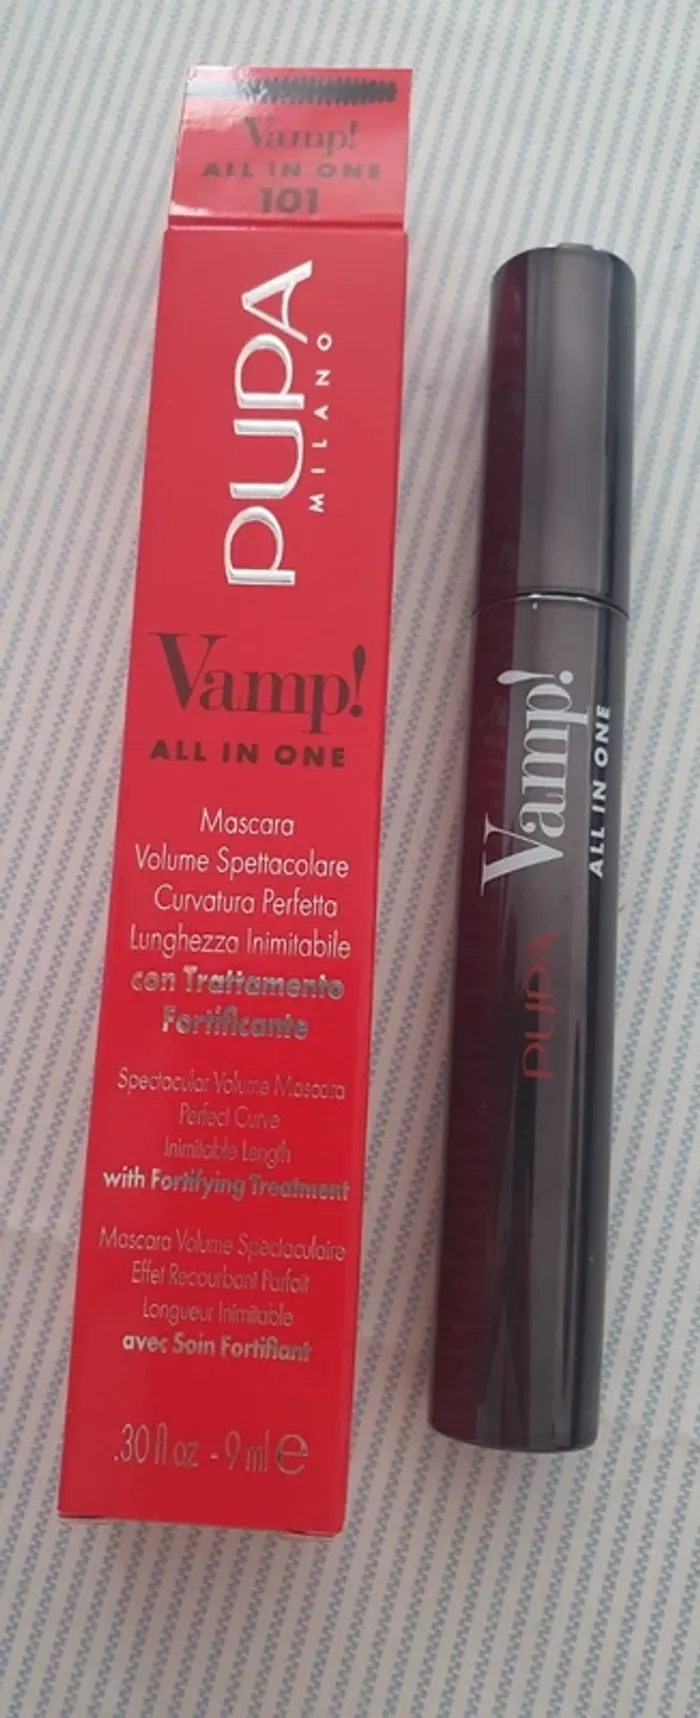 Vamp!
ALL IN ONE
101
PUPA
MILANO
Vamp!
ALL IN ONE
Mascara
Volume Spettacolare
Curvatura Perfetta
Lunghezza Inimitabile
con Trattamento
Fortificante
Spectacular Volume Mascara
Perfect Curve
Inimitable Length
with Fortifying Treatment
Mascara Volume Spectaculaire
Effet Recourbant Parfait
Longueur Inimitable
avec Soin Fortifiant
.30 fl oz - 9 ml e
Vamp!
ALL IN ONE
PUPA